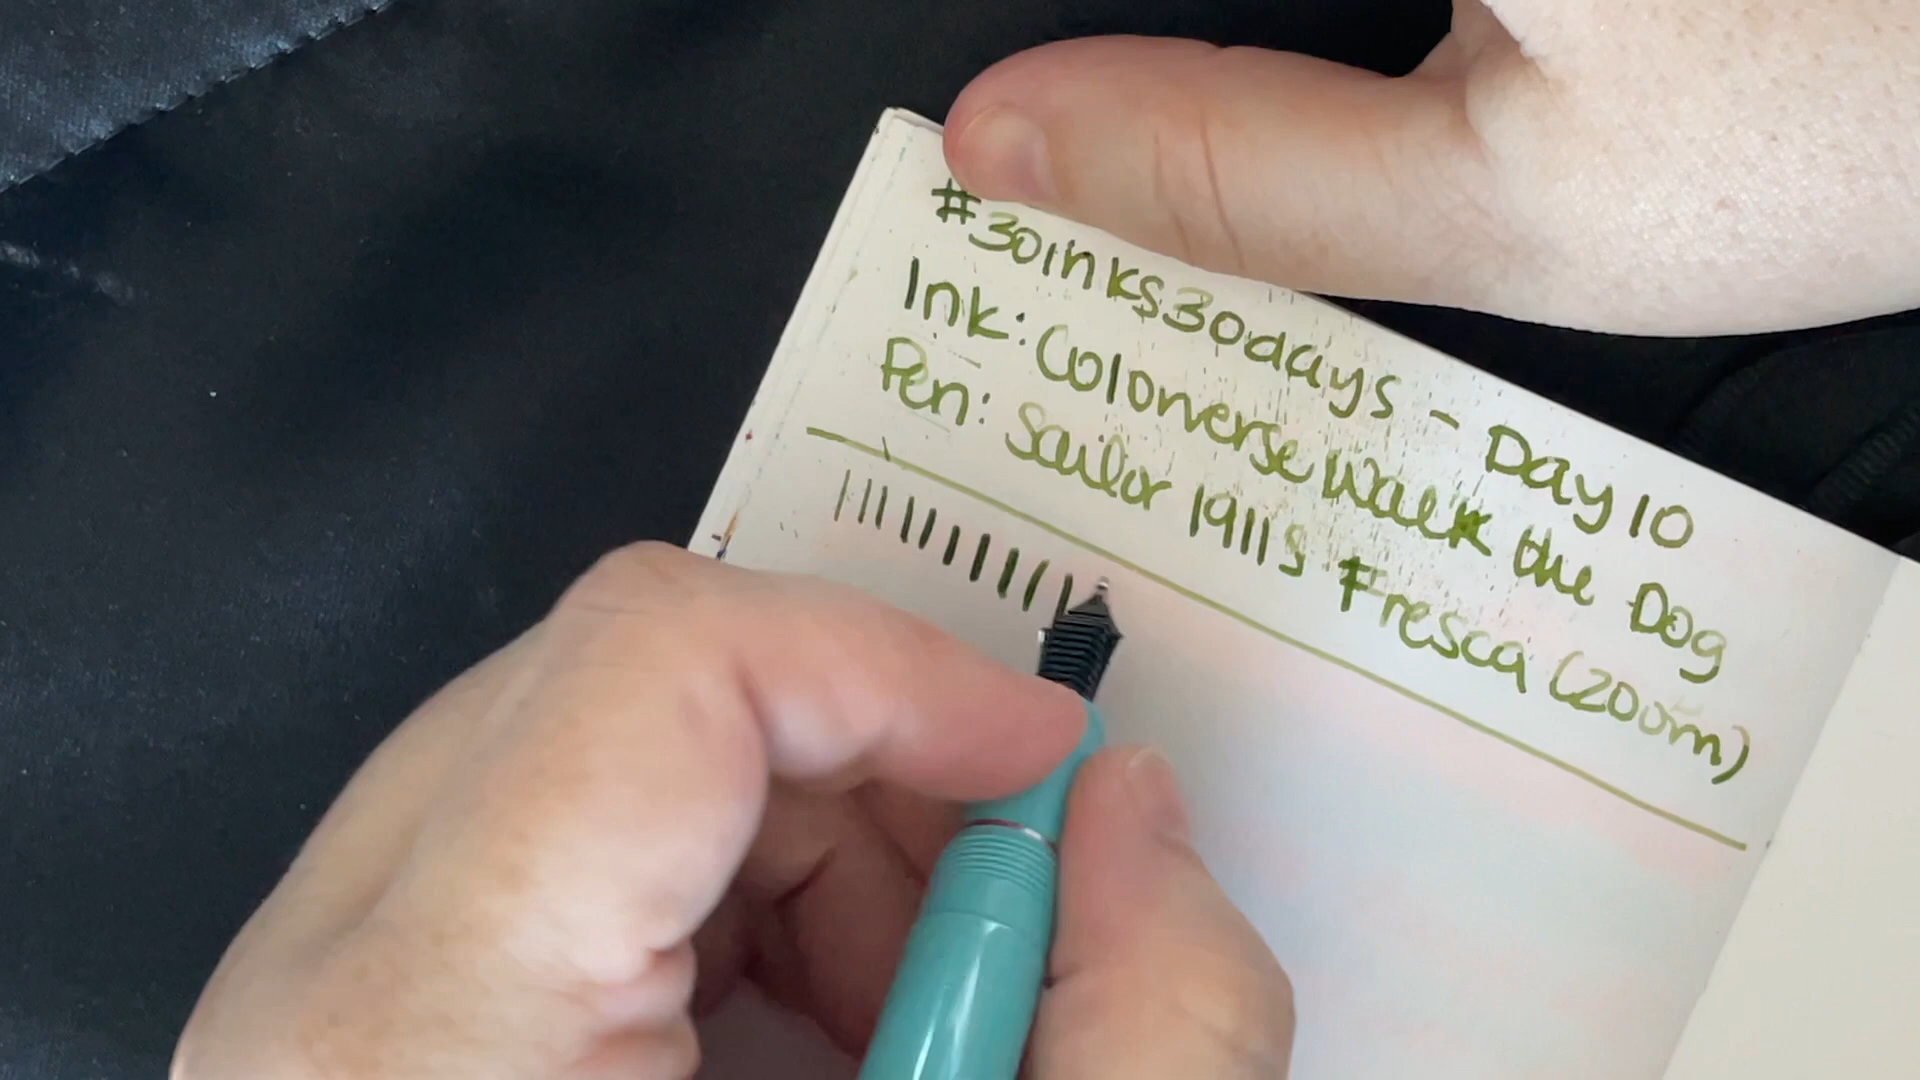 #30inks30days - Day 10
Ink: Colorverse Walk the Dog
Pen: Sailor 1911s Fresca (zoom)